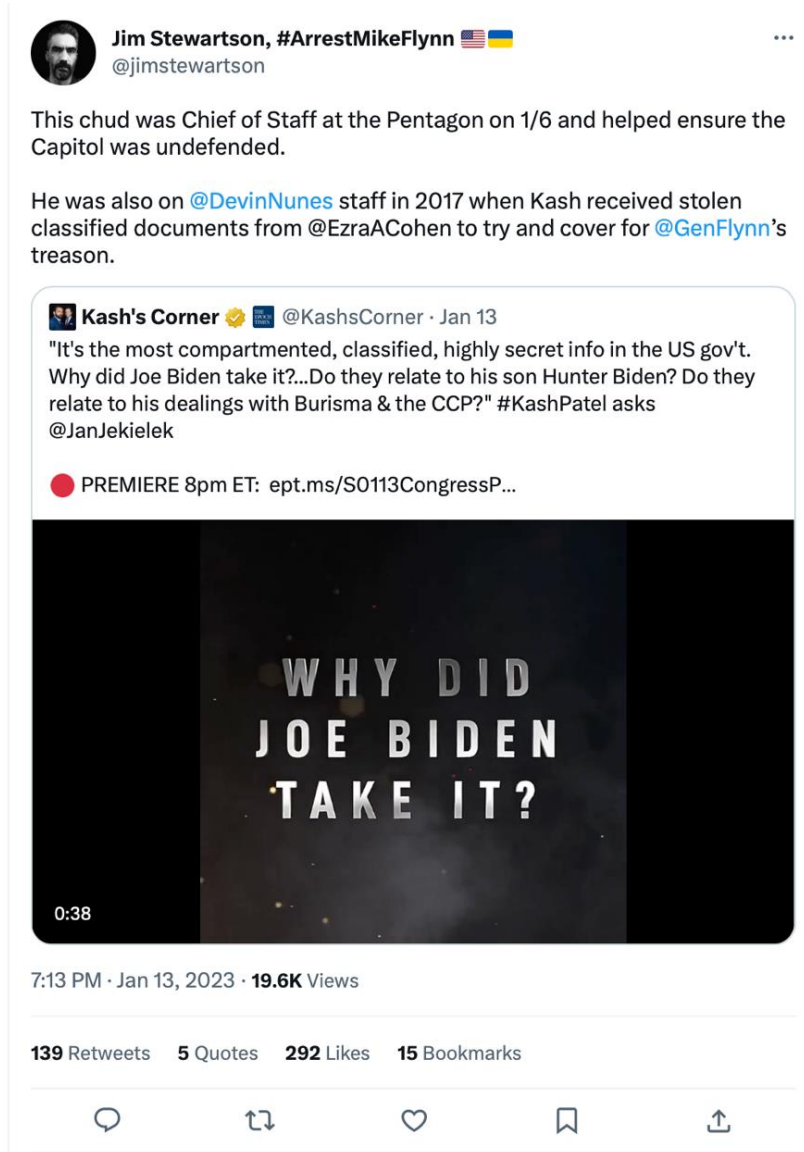 Jim Stewartson, #ArrestMikeFlynn 🇺🇸🇺🇦
@jimstewartson
This chud was Chief of Staff at the Pentagon on 1/6 and helped ensure the
Capitol was undefended.
He was also on @DevinNunes staff in 2017 when Kash received stolen
classified documents from @EzraACohen to try and cover for @GenFlynn's
treason.
Kash's Corner @KashsCorner · Jan 13
"It's the most compartmented, classified, highly secret info in the US gov't.
Why did Joe Biden take it?...Do they relate to his son Hunter Biden? Do they
relate to his dealings with Burisma & the CCP?" #KashPatel asks
@JanJekielek
🔴 PREMIERE 8pm ET: ept.ms/S0113CongressP...
WHY DID
JOE BIDEN
TAKE IT?
0:38
7:13 PM · Jan 13, 2023 · 19.6K Views
139 Retweets 5 Quotes 292 Likes 15 Bookmarks